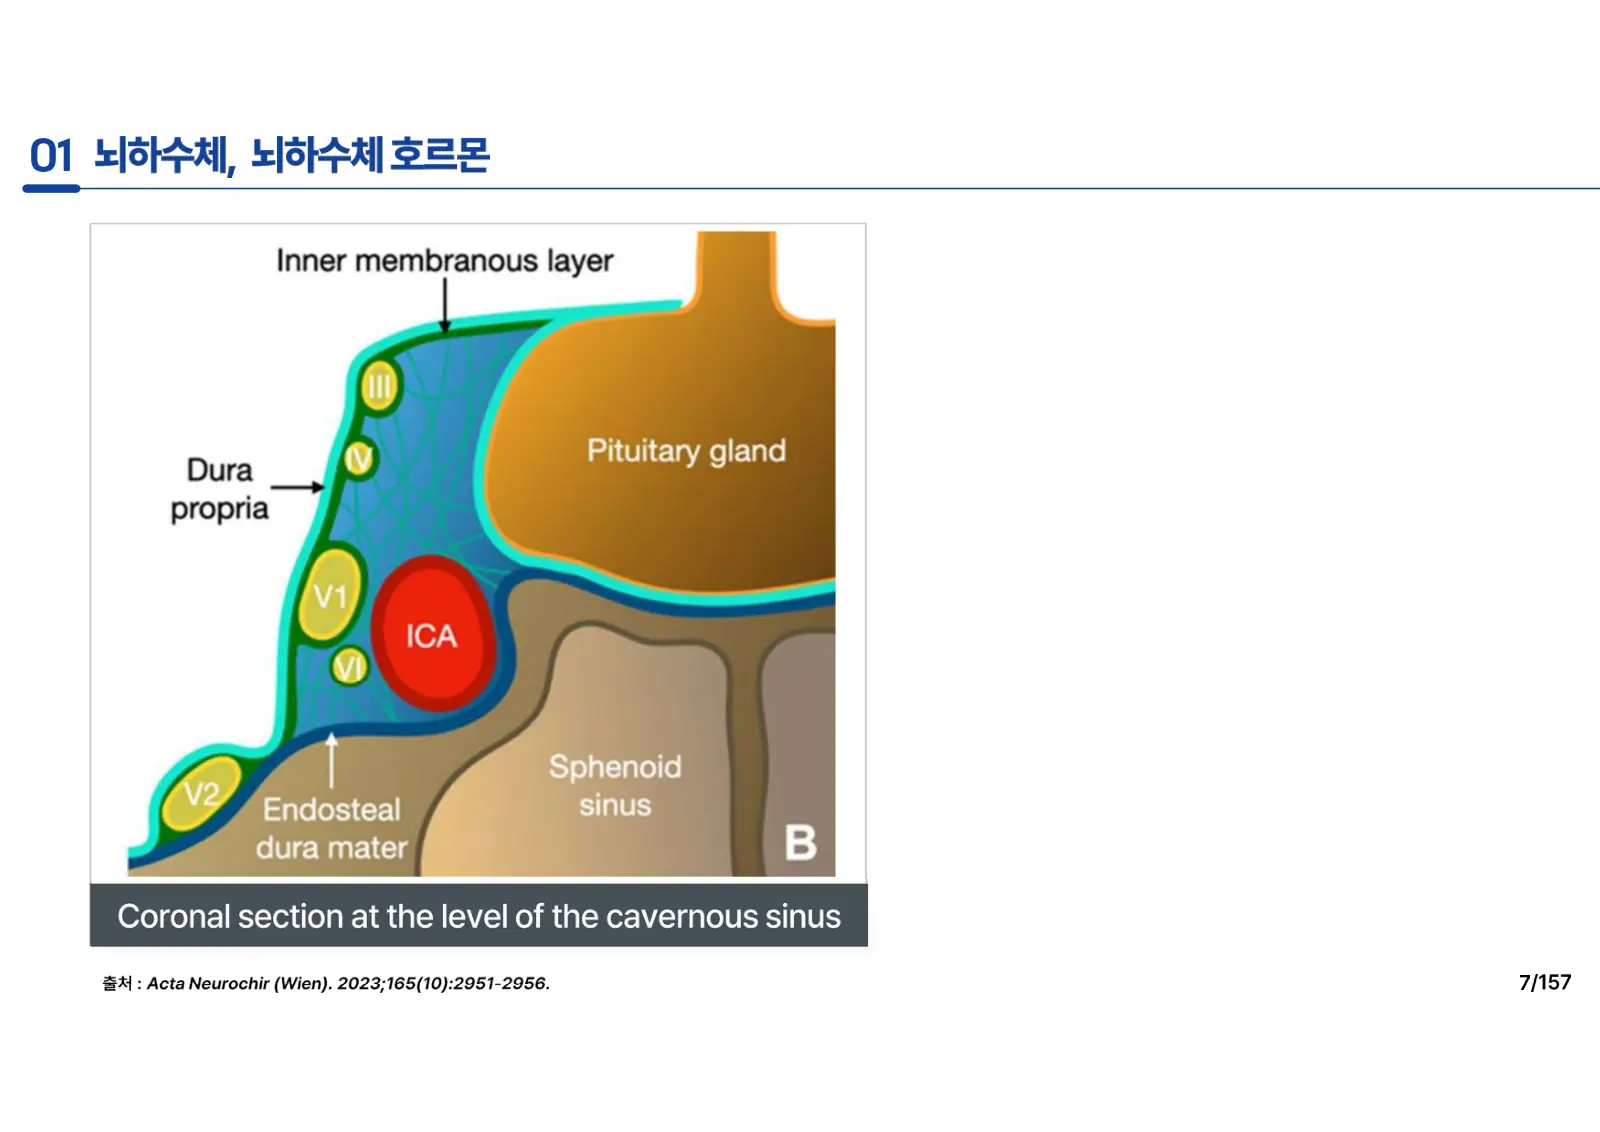 01 뇌하수체, 뇌하수체 호르몬
Inner membranous layer
III
Pituitary gland
IV
Dura
propria
V1
ICA
VI
Sphenoid
sinus
V2
Endosteal
dura mater
B
Coronal section at the level of the cavernous sinus
출처 : Acta Neurochir (Wien). 2023;165(10):2951-2956.
7/157